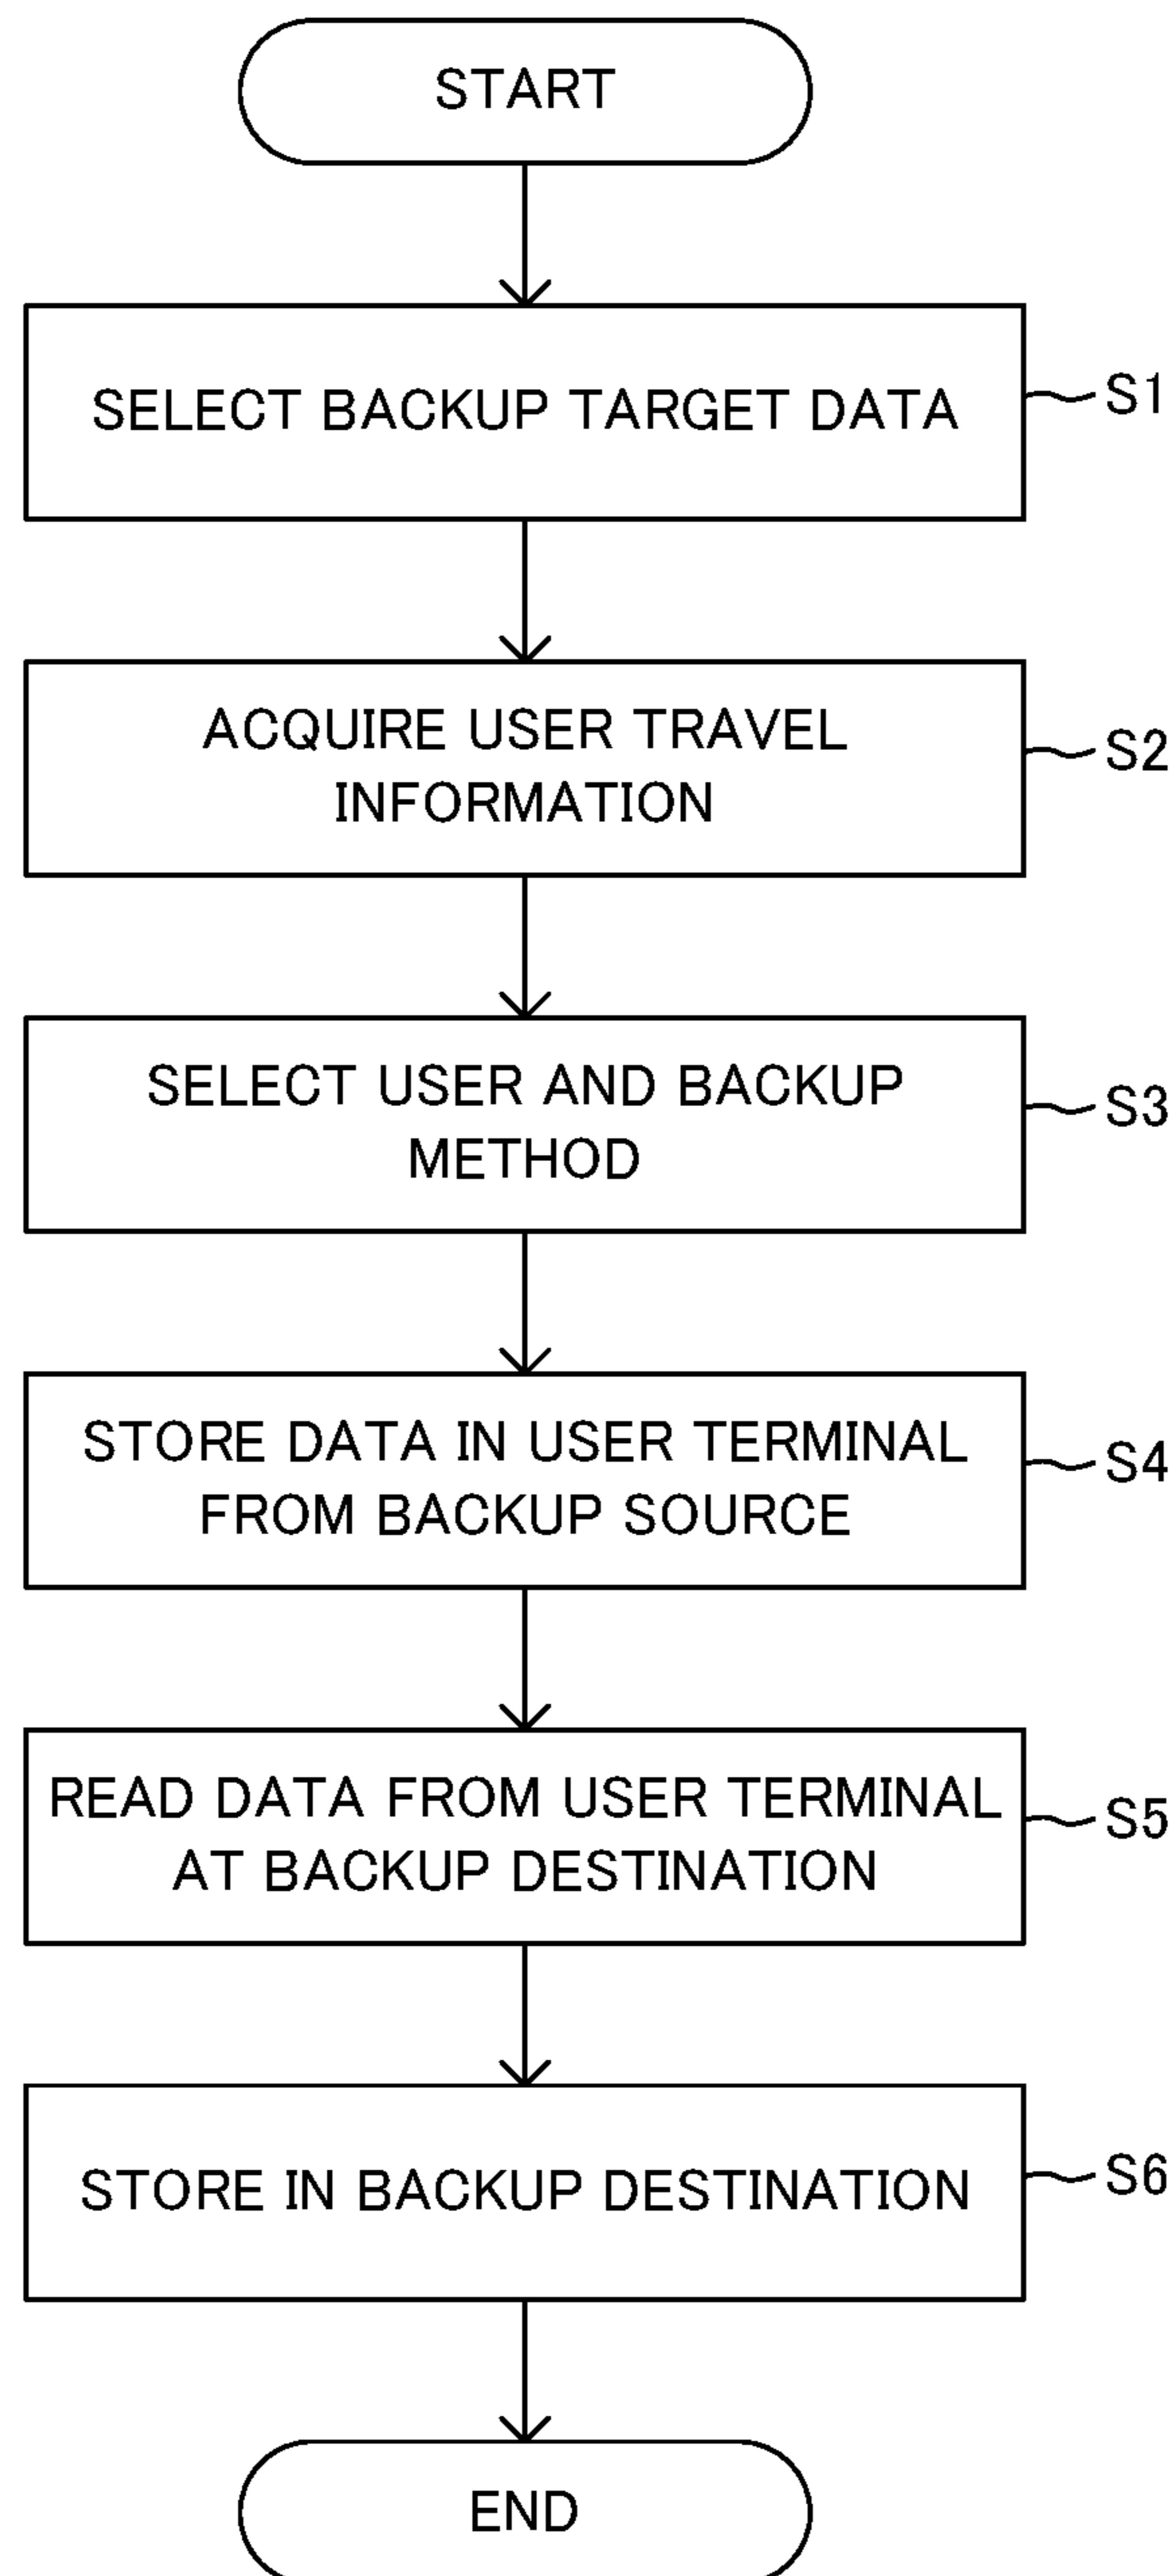 START
SELECT BACKUP TARGET DATA
S1
ACQUIRE USER TRAVEL
INFORMATION
S2
SELECT USER AND BACKUP
METHOD
S3
STORE DATA IN USER TERMINAL
FROM BACKUP SOURCE
S4
READ DATA FROM USER TERMINAL
AT BACKUP DESTINATION
S5
STORE IN BACKUP DESTINATION
S6
END